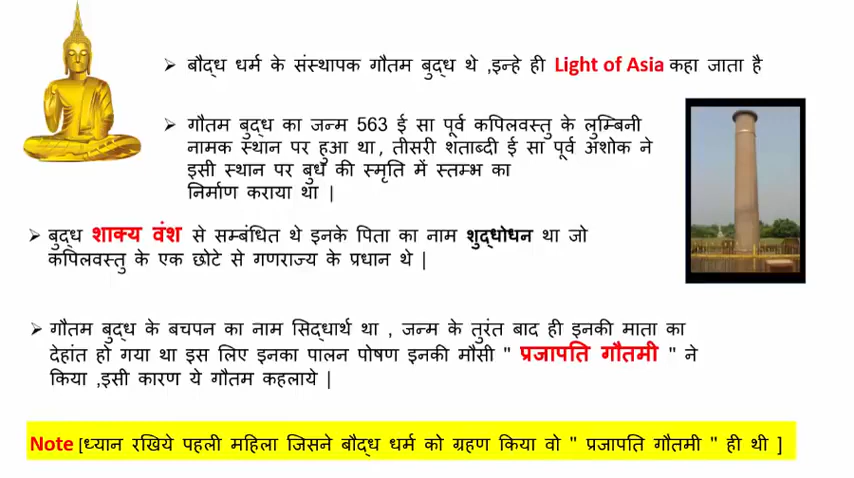 ➢ बौद्ध धर्म के संस्थापक गौतम बुद्ध थे ,इन्हे ही Light of Asia कहा जाता है
➢ गौतम बुद्ध का जन्म 563 ई सा पूर्व कपिलवस्तु के लुम्बिनी
नामक स्थान पर हुआ था , तीसरी शताब्दी ई सा पूर्व अशोक ने
इसी स्थान पर बुध की स्मृति में स्तम्भ का
निर्माण कराया था |
➢ बुद्ध शाक्य वंश से सम्बंधित थे इनके पिता का नाम शुद्धोधन था जो
कपिलवस्तु के एक छोटे से गणराज्य के प्रधान थे |
➢ गौतम बुद्ध के बचपन का नाम सिद्धार्थ था , जन्म के तुरंत बाद ही इनकी माता का
देहांत हो गया था इस लिए इनका पालन पोषण इनकी मौसी " प्रजापति गौतमी " ने
किया ,इसी कारण ये गौतम कहलाये |
Note [ध्यान रखिये पहली महिला जिसने बौद्ध धर्म को ग्रहण किया वो " प्रजापति गौतमी " ही थी ]